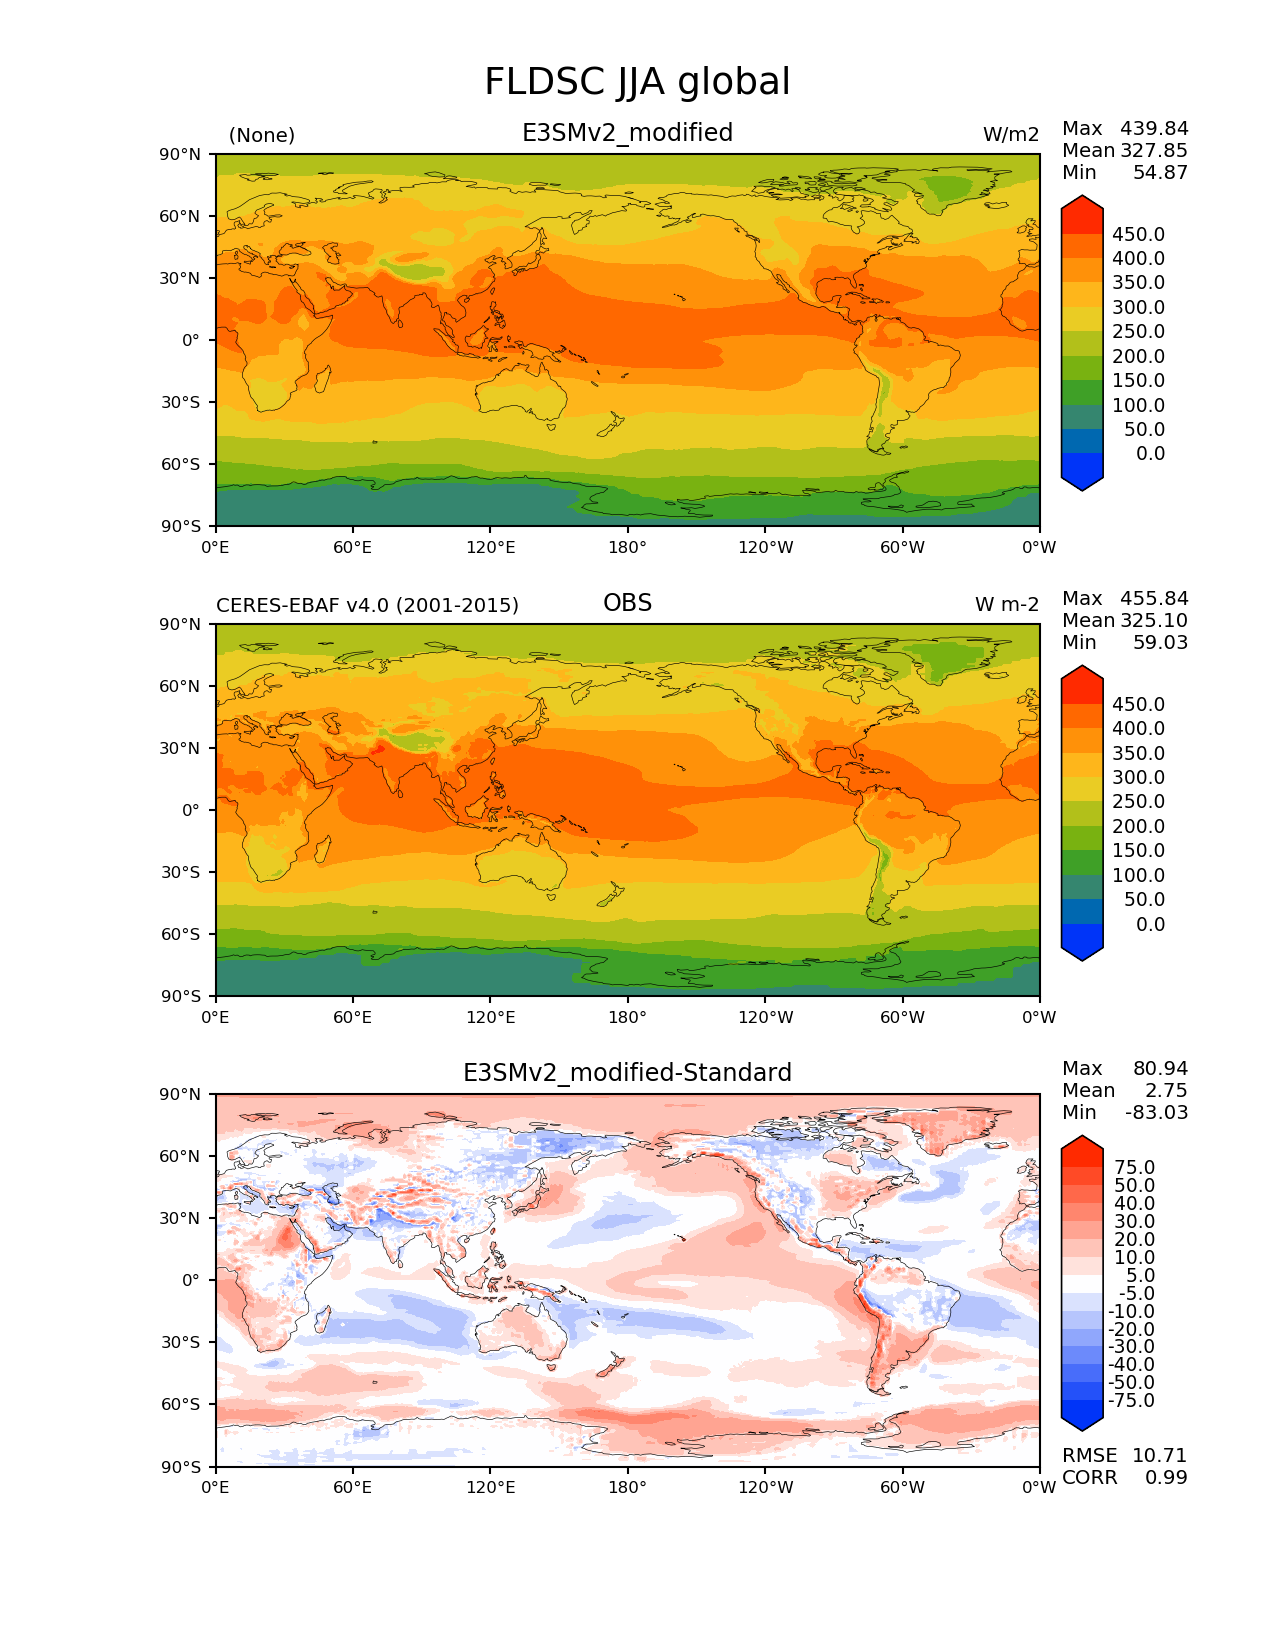 FLDSC JJA global
(None) E3SMv2_modified W/m2
Max 439.84
Mean 327.85
Min 54.87
90°N
60°N
30°N
0°
30°S
60°S
90°S
0°E 60°E 120°E 180° 120°W 60°W 0°W
450.0
400.0
350.0
300.0
250.0
200.0
150.0
100.0
50.0
0.0
CERES-EBAF v4.0 (2001-2015) OBS W m-2
Max 455.84
Mean 325.10
Min 59.03
90°N
60°N
30°N
0°
30°S
60°S
90°S
0°E 60°E 120°E 180° 120°W 60°W 0°W
450.0
400.0
350.0
300.0
250.0
200.0
150.0
100.0
50.0
0.0
E3SMv2_modified-Standard
Max 80.94
Mean 2.75
Min -83.03
90°N
60°N
30°N
0°
30°S
60°S
90°S
0°E 60°E 120°E 180° 120°W 60°W 0°W
75.0
50.0
40.0
30.0
20.0
10.0
5.0
-5.0
-10.0
-20.0
-30.0
-40.0
-50.0
-75.0
RMSE 10.71
CORR 0.99